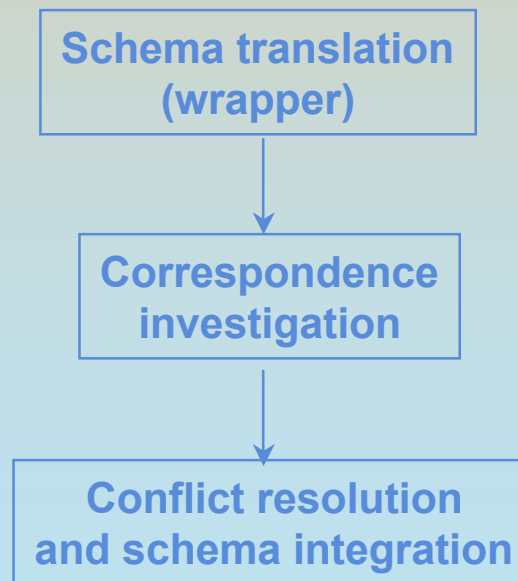 Schema translation
(wrapper)
Correspondence
investigation
Conflict resolution
and schema integration